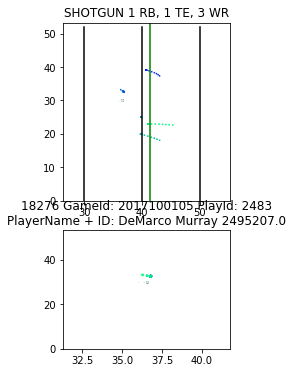 SHOTGUN 1 RB, 1 TE, 3 WR
50
40
30
20
10
0
30 40 50
18276 GameId: 2017100105 PlayId: 2483
PlayerName + ID: DeMarco Murray 2495207.0
40
20
0
32.5 35.0 37.5 40.0